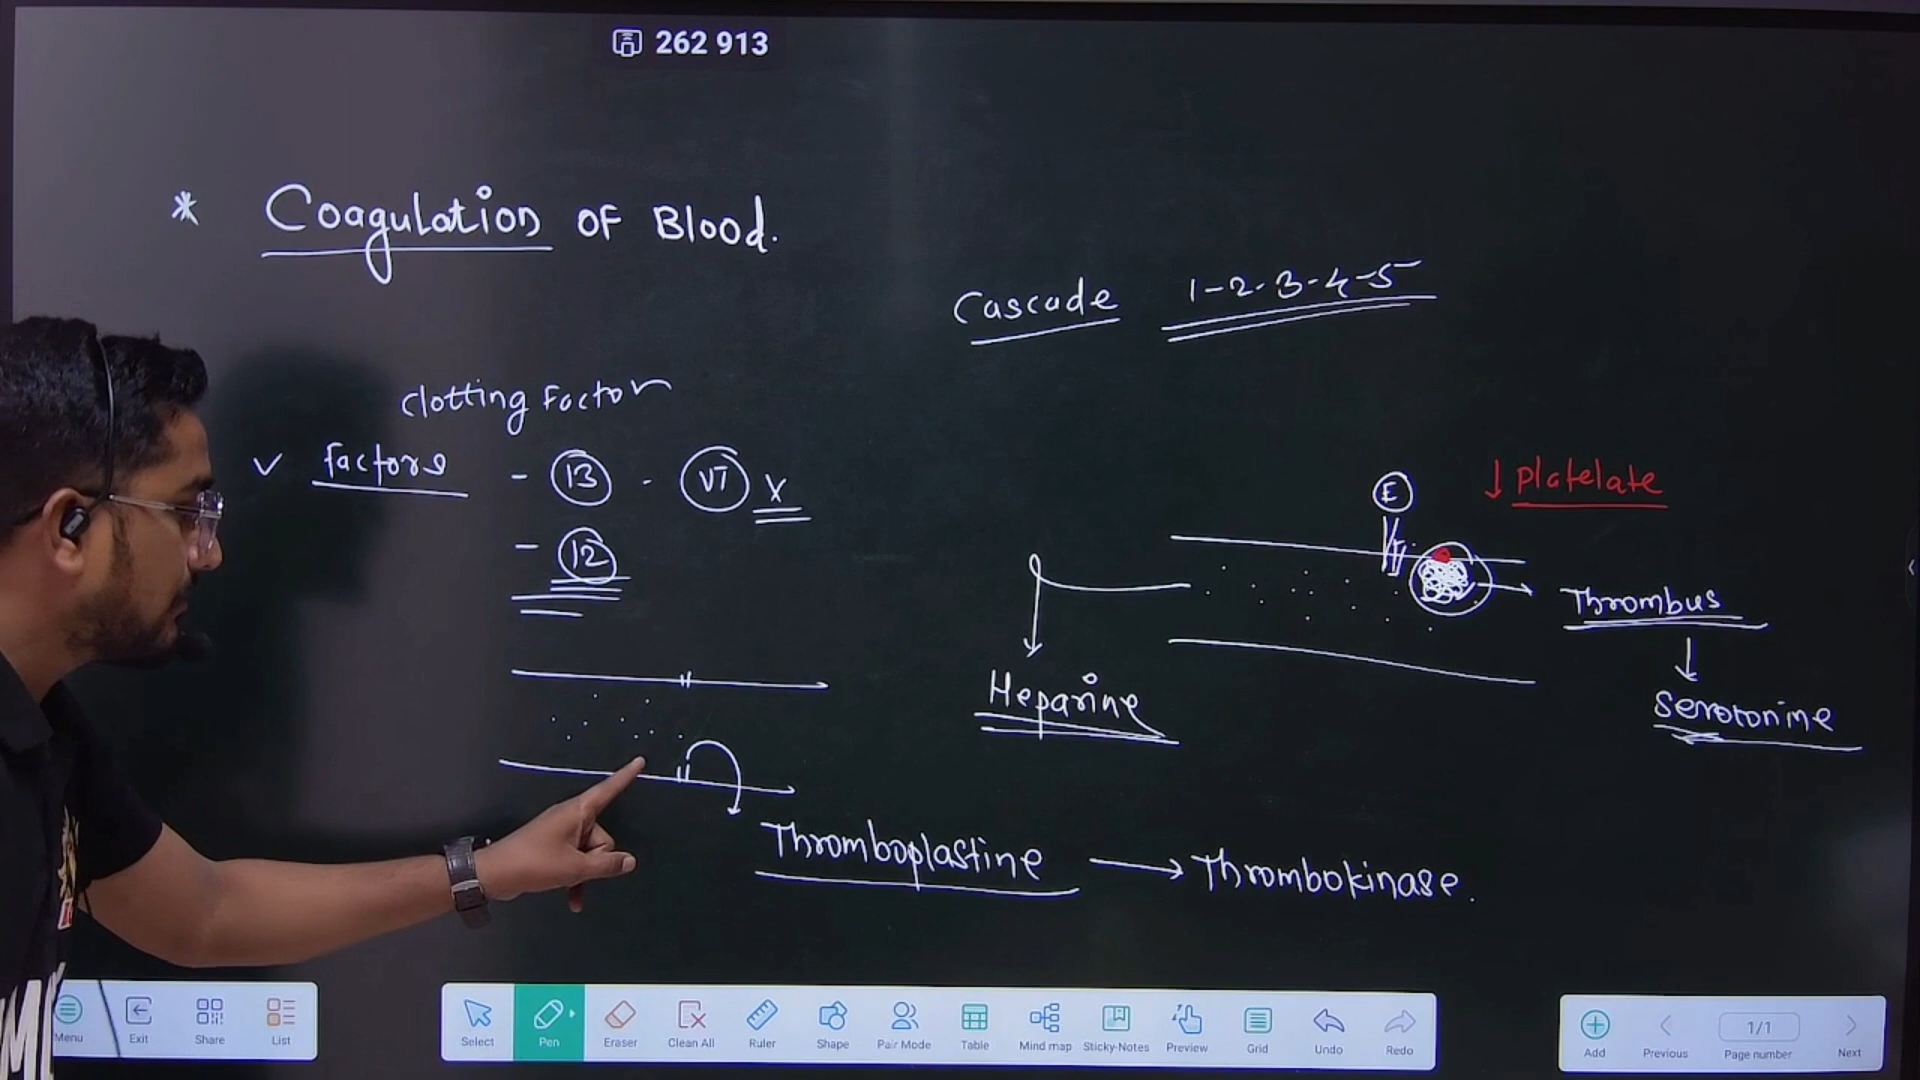 262 913
* Coagulation of Blood.
Cascade 1-2-3-4-5
Clotting Factor
✓ factors - 13 - VI X
- 12
E
↓ Platelate
Thrombus
Heparine
Serotonine
Thromboplastine → Thrombokinase.
Menu Exit Share List
Select Pen Eraser Clean All Ruler Shape Pair Mode Table Mind map Sticky-Notes Preview Grid Undo Redo
Add Previous 1/1 Page number Next